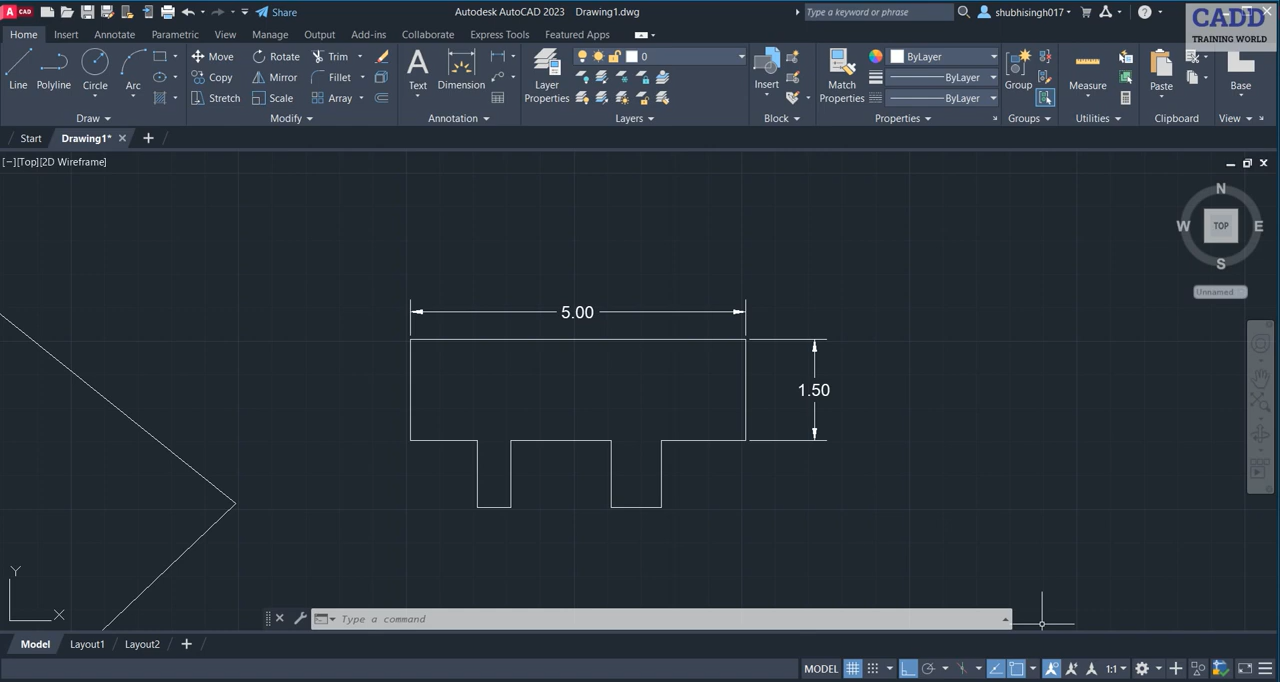 A CAD
Share
Autodesk AutoCAD 2023 Drawing1.dwg
Type a keyword or phrase
shubhisingh017
CADD
TRAINING WORLD
Home Insert Annotate Parametric View Manage Output Add-ins Collaborate Express Tools Featured Apps
Line
Polyline
Circle
Arc
Move Rotate Trim
Copy Mirror Fillet
Stretch Scale Array
Text
Dimension
Layer
Properties
0
Insert
Match
Properties
ByLayer
ByLayer
ByLayer
Group
Measure
Paste
Base
Draw Modify Annotation Layers Block Properties Groups Utilities Clipboard View
Start Drawing1*
[−][Top][2D Wireframe]
N
W TOP E
S
Unnamed
5.00
1.50
Y
X
Type a command
Model Layout1 Layout2
MODEL 1:1